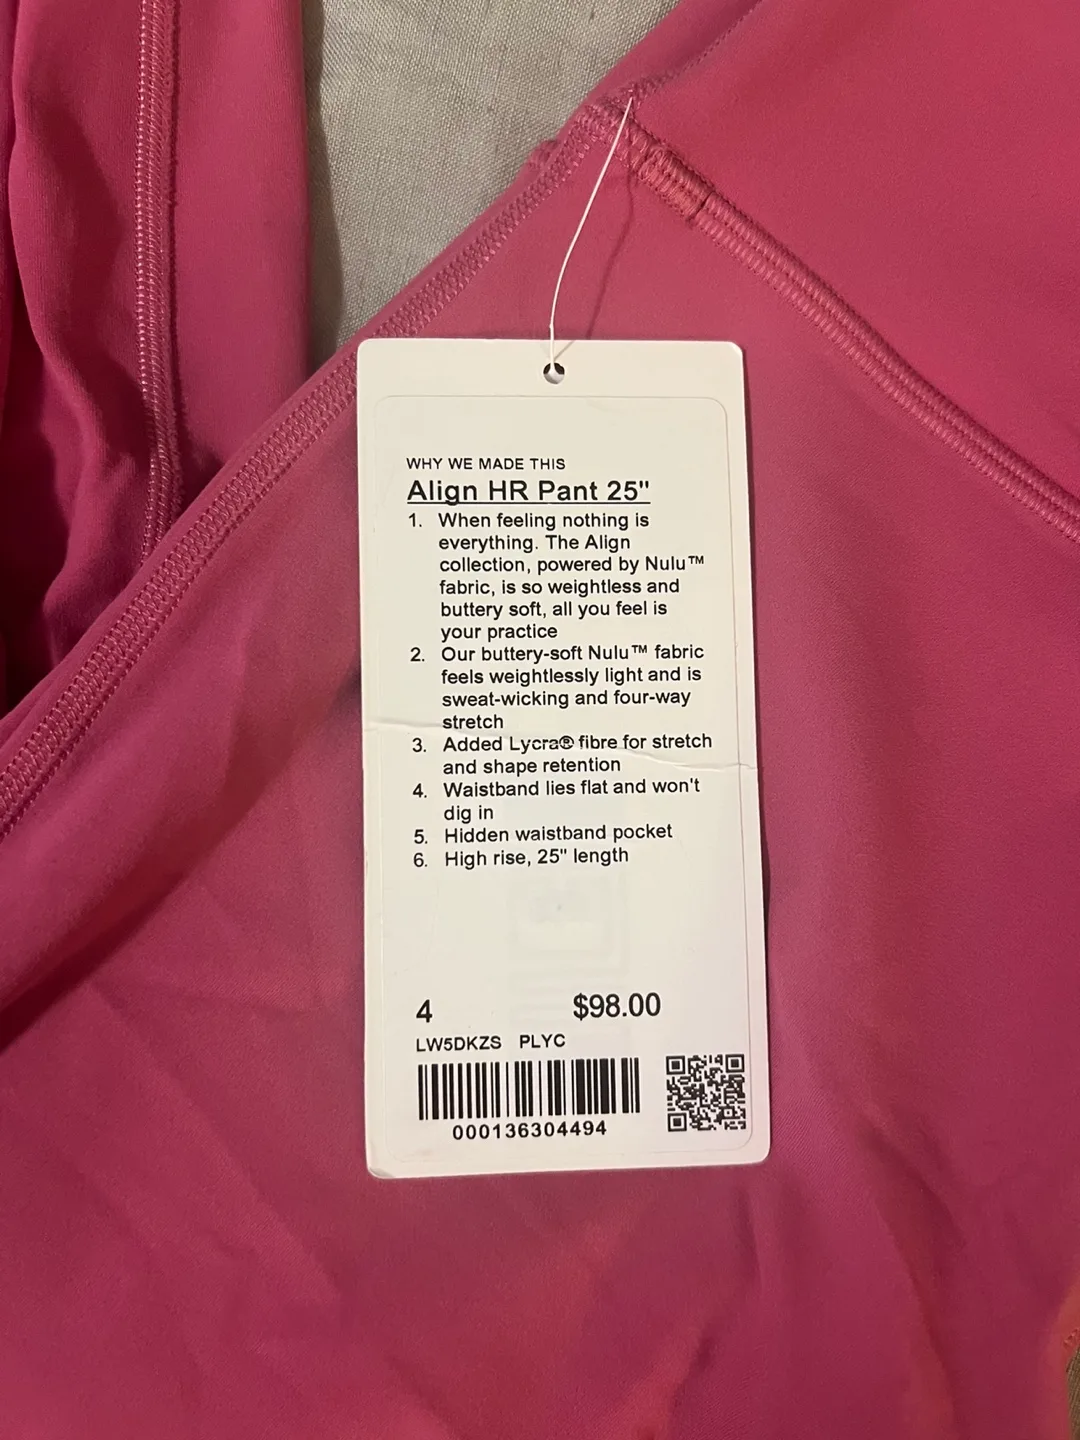 WHY WE MADE THIS
Align HR Pant 25"
1. When feeling nothing is
everything. The Align
collection, powered by Nulu™
fabric, is so weightless and
buttery soft, all you feel is
your practice
2. Our buttery-soft Nulu™ fabric
feels weightlessly light and is
sweat-wicking and four-way
stretch
3. Added Lycra® fibre for stretch
and shape retention
4. Waistband lies flat and won't
dig in
5. Hidden waistband pocket
6. High rise, 25" length
4 $98.00
LW5DKZS PLYC
000136304494